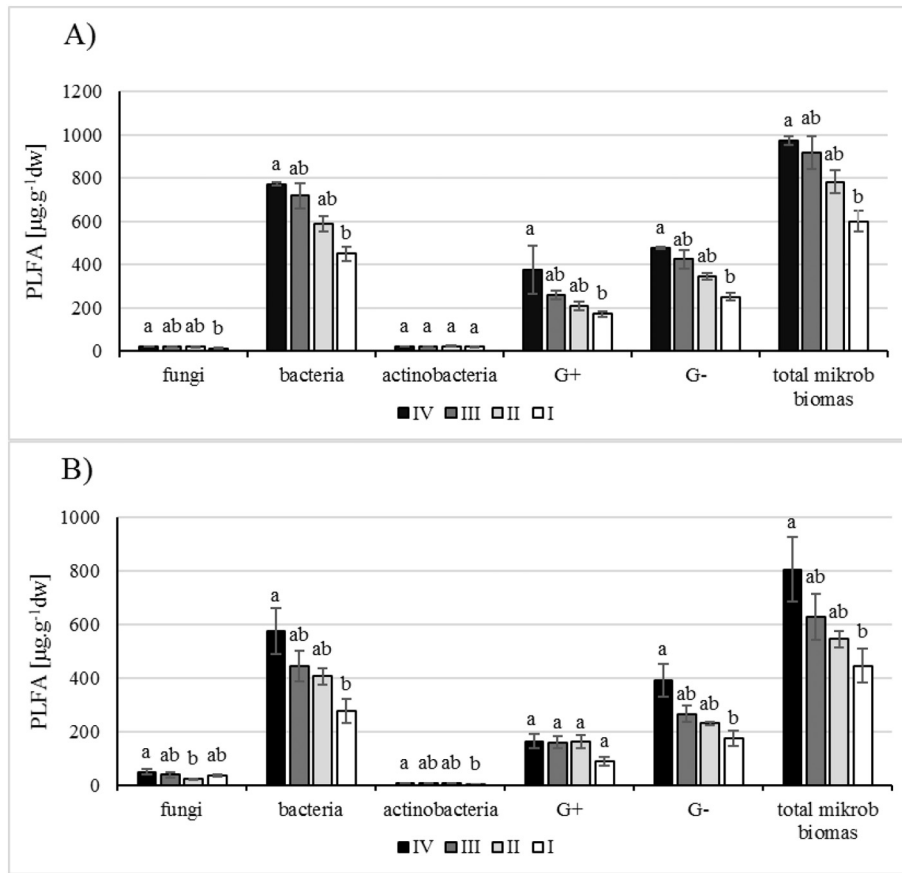 A)
PLFA [µg.g⁻¹dw]
1200
1000
800
600
400
200
0
a ab ab b
a ab ab b
a a a a
a ab ab b
a ab ab b
a ab ab b
fungi bacteria actinobacteria G+ G- total mikrob
biomas
IV III II I
B)
PLFA [µg.g⁻¹dw]
1000
800
600
400
200
0
a ab b ab
a ab ab b
a ab ab b
a a a a
a ab ab b
a ab ab b
fungi bacteria actinobacteria G+ G- total mikrob
biomas
IV III II I